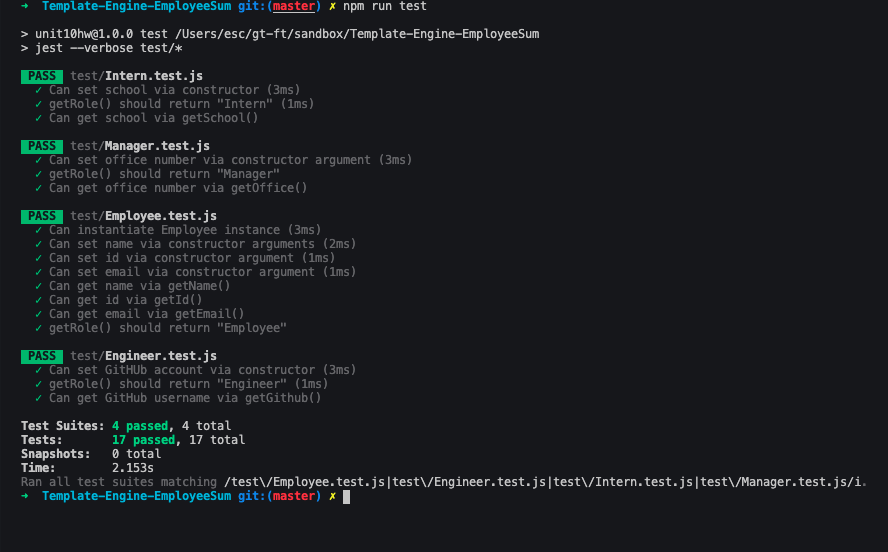 ➜  Template-Engine-EmployeeSum git:(master) ✗ npm run test
> unit10hw@1.0.0 test /Users/esc/gt-ft/sandbox/Template-Engine-EmployeeSum
> jest --verbose test/*
PASS  test/Intern.test.js
✓ Can set school via constructor (3ms)
✓ getRole() should return "Intern" (1ms)
✓ Can get school via getSchool()
PASS  test/Manager.test.js
✓ Can set office number via constructor argument (3ms)
✓ getRole() should return "Manager"
✓ Can get office number via getOffice()
PASS  test/Employee.test.js
✓ Can instantiate Employee instance (3ms)
✓ Can set name via constructor arguments (2ms)
✓ Can set id via constructor argument (1ms)
✓ Can set email via constructor argument (1ms)
✓ Can get name via getName()
✓ Can get id via getId()
✓ Can get email via getEmail()
✓ getRole() should return "Employee"
PASS  test/Engineer.test.js
✓ Can set GitHUb account via constructor (3ms)
✓ getRole() should return "Engineer" (1ms)
✓ Can get GitHub username via getGithub()
Test Suites: 4 passed, 4 total
Tests:       17 passed, 17 total
Snapshots:   0 total
Time:        2.153s
Ran all test suites matching /test\/Employee.test.js|test\/Engineer.test.js|test\/Intern.test.js|test\/Manager.test.js/i.
➜  Template-Engine-EmployeeSum git:(master) ✗